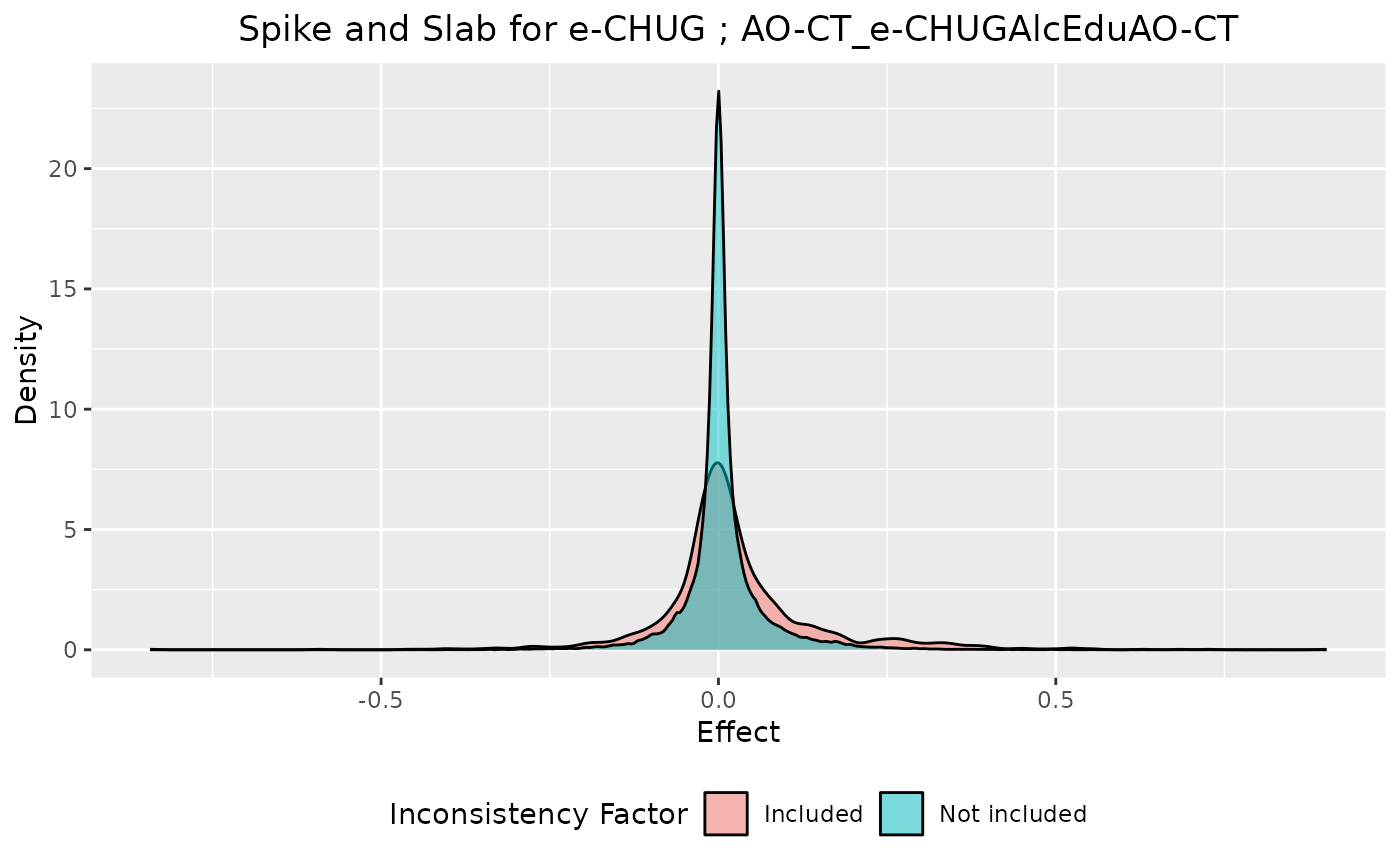 Spike and Slab for e-CHUG ; AO-CT_e-CHUGAlcEduAO-CT
Density
20
15
10
5
0
-0.5 0.0 0.5
Effect
Inconsistency Factor Included Not included